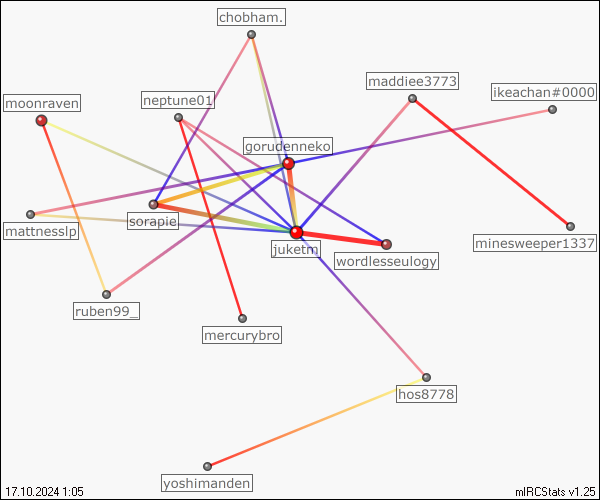 chobham.
maddiee3773
ikeachan#0000
moonraven
neptune01
gorudenneko
sorapie
mattnesslp
juketm
wordlesseulogy
minesweeper1337
ruben99_
mercurybro
hos8778
yoshimanden
17.10.2024 1:05
mIRCStats v1.25